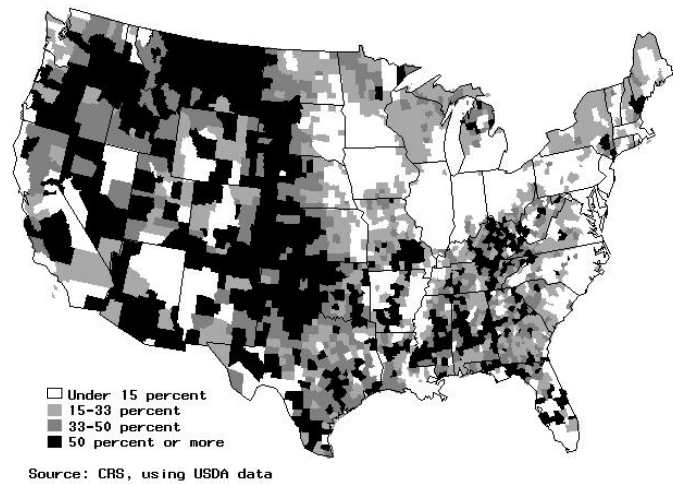 Under 15 percent
15-33 percent
33-50 percent
50 percent or more
Source: CRS, using USDA data